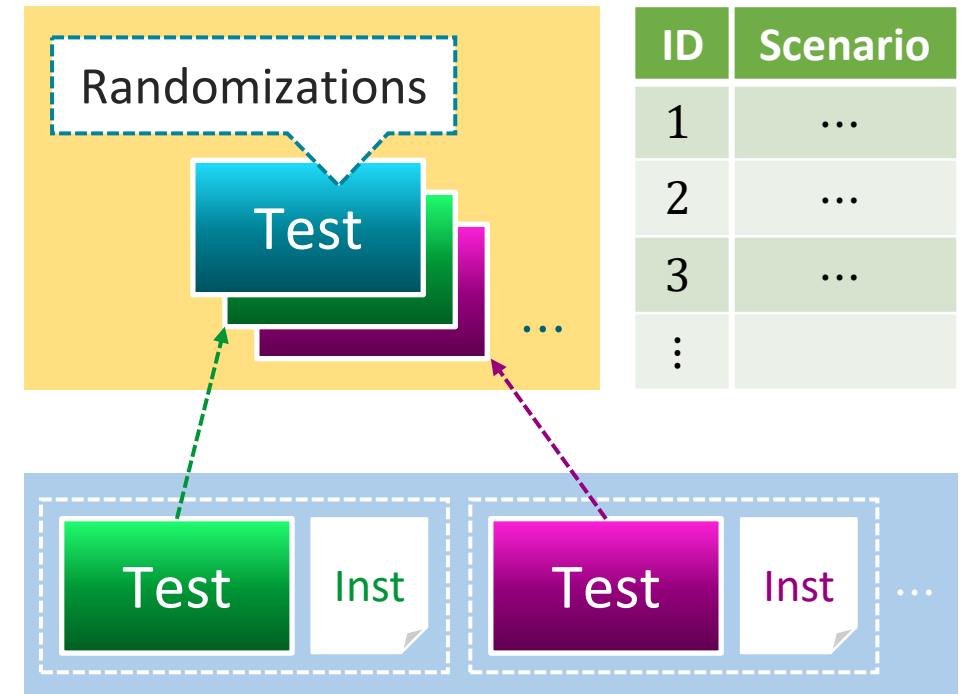 Randomizations
Test
…
ID Scenario
1 …
2 …
3 …
⋮
Test Inst Test Inst …